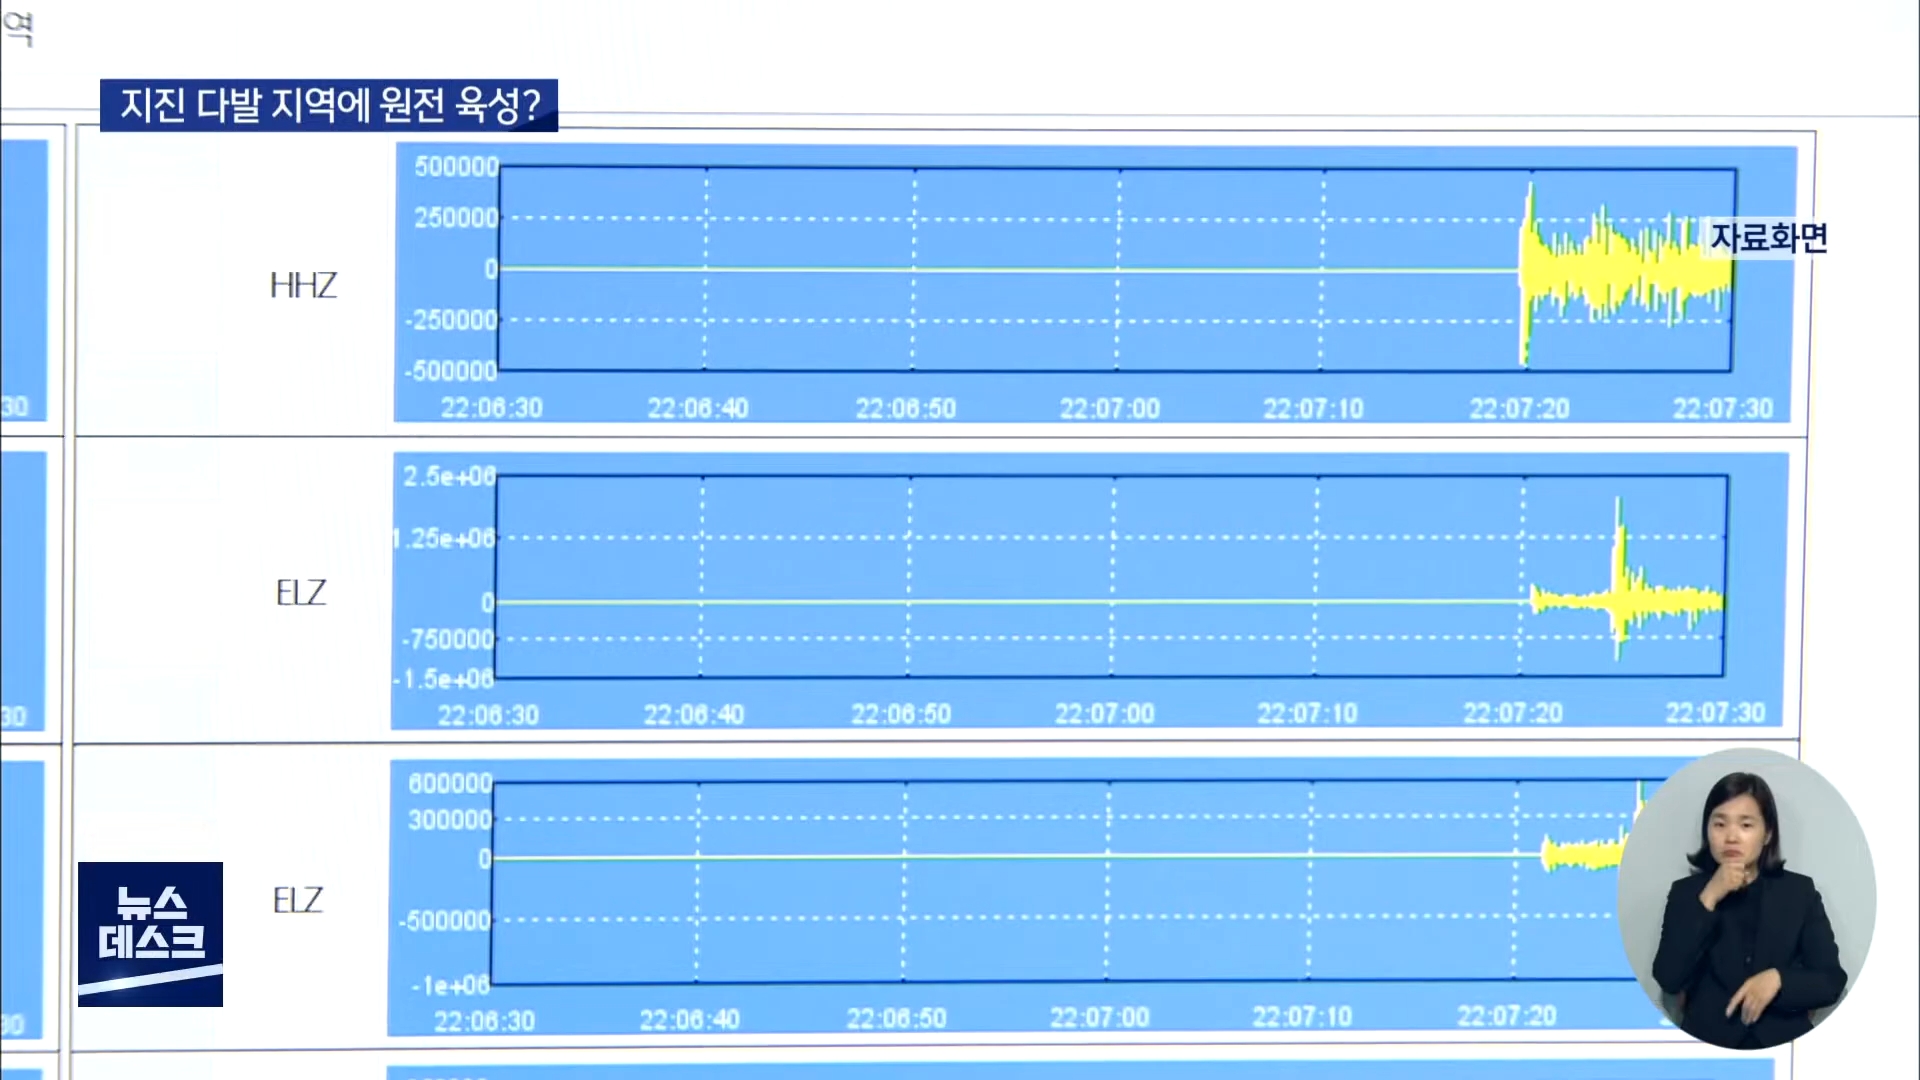 지진 다발 지역에 원전 육성?
자료화면
HHZ
500000
250000
0
-250000
-500000
22:06:30 22:06:40 22:06:50 22:07:00 22:07:10 22:07:20 22:07:30
30
ELZ
2.5e+06
1.25e+06
0
-750000
-1.5e+06
22:06:30 22:06:40 22:06:50 22:07:00 22:07:10 22:07:20 22:07:30
30
ELZ
600000
300000
0
-500000
-1e+06
22:06:30 22:06:40 22:06:50 22:07:00 22:07:10 22:07:20
30
뉴스
데스크